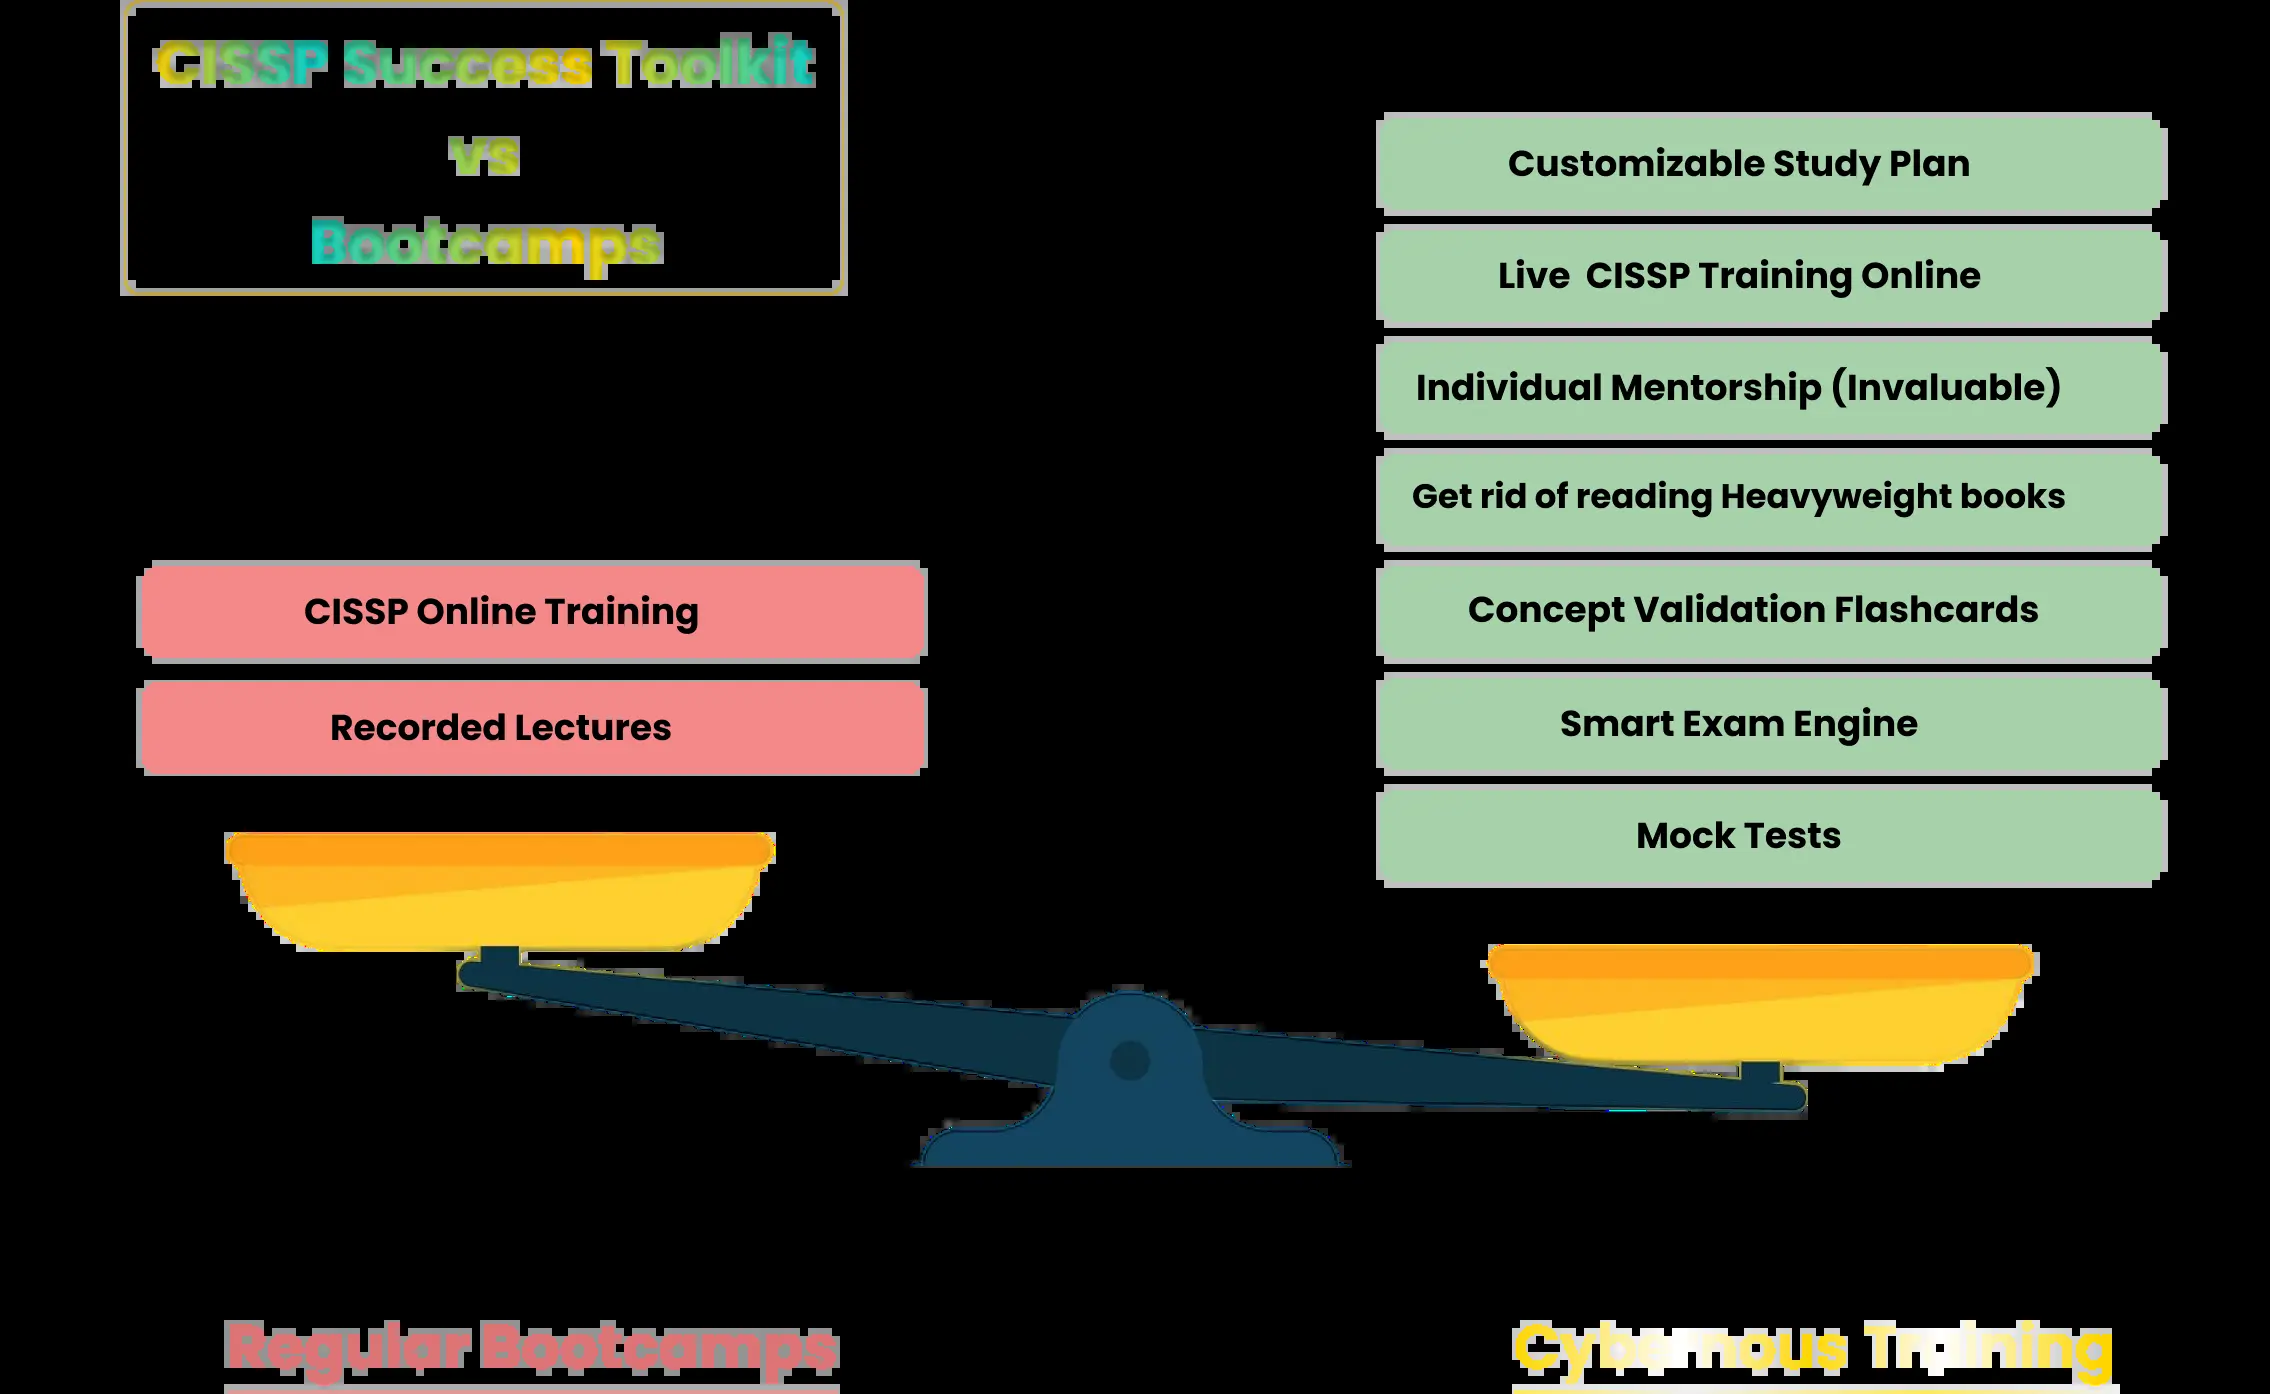 CISSP Success Toolkit
vs
Bootcamps
Customizable Study Plan
Live  CISSP Training Online
Individual Mentorship (Invaluable)
Get rid of reading Heavyweight books
Concept Validation Flashcards
Smart Exam Engine
Mock Tests
CISSP Online Training
Recorded Lectures
Regular Bootcamps
Cybernous Training